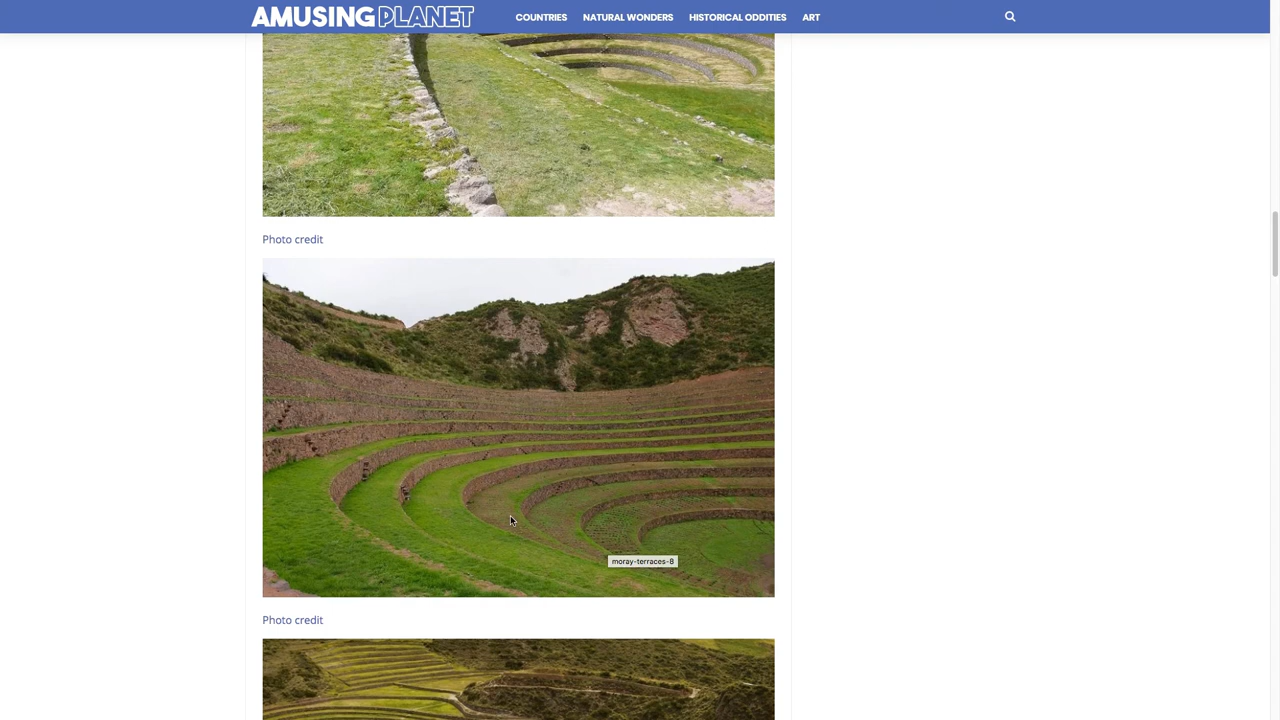 AMUSING PLANET COUNTRIES NATURAL WONDERS HISTORICAL ODDITIES ART
Photo credit
moray-terraces-8
Photo credit